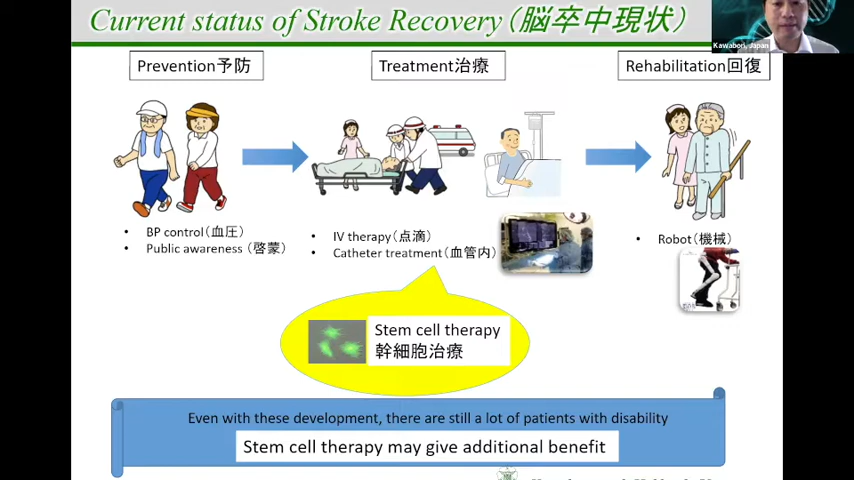 Current status of Stroke Recovery(脳卒中現状)
Kawabori, Japan
Prevention予防
Treatment治療
Rehabilitation回復
• BP control(血圧)
• Public awareness (啓蒙)
• IV therapy(点滴)
• Catheter treatment(血管内)
• Robot(機械)
Stem cell therapy
幹細胞治療
Even with these development, there are still a lot of patients with disability
Stem cell therapy may give additional benefit